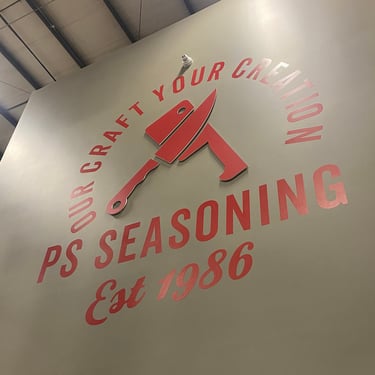 OUR CRAFT YOUR CREATION
PS SEASONING
Est 1986